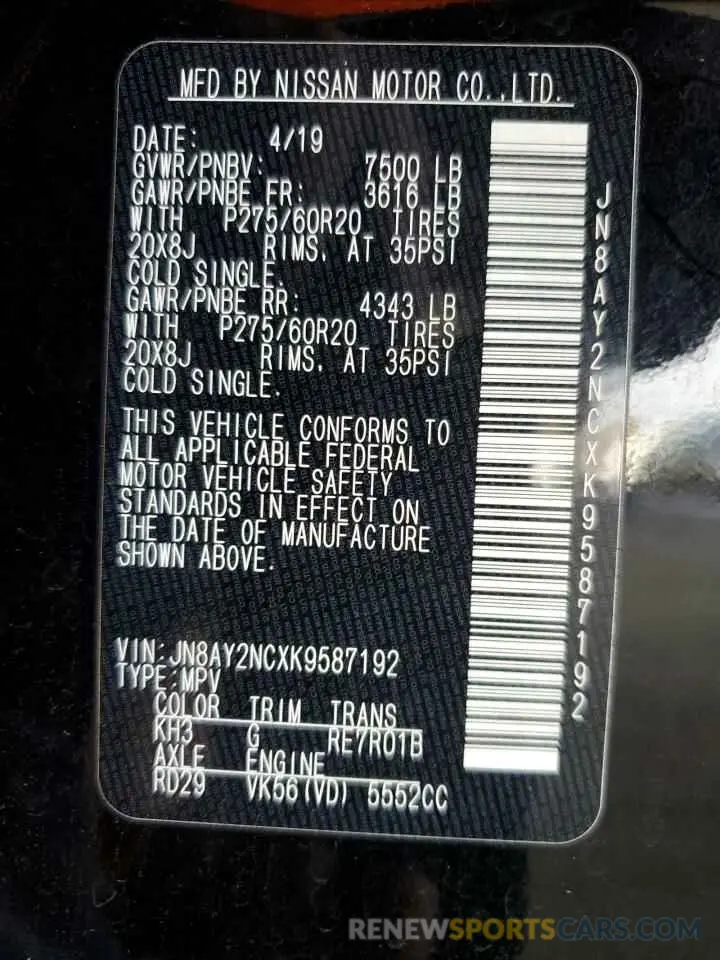 MFD BY NISSAN MOTOR CO.,LTD.
DATE: 4/19
GVWR/PNBV: 7500 LB
GAWR/PNBE FR: 3616 LB
WITH P275/60R20 TIRES
20X8J RIMS, AT 35PSI
COLD SINGLE.
GAWR/PNBE RR: 4343 LB
WITH P275/60R20 TIRES
20X8J RIMS, AT 35PSI
COLD SINGLE.
THIS VEHICLE CONFORMS TO
ALL APPLICABLE FEDERAL
MOTOR VEHICLE SAFETY
STANDARDS IN EFFECT ON
THE DATE OF MANUFACTURE
SHOWN ABOVE.
VIN:JN8AY2NCXK9587192
TYPE:MPV
COLOR TRIM TRANS
KH3 G RE7R01B
AXLE ENGINE
RD29 VK56(VD) 5552CC
JN8AY2NCXK9587192
RENEWSPORTSCARS.COM